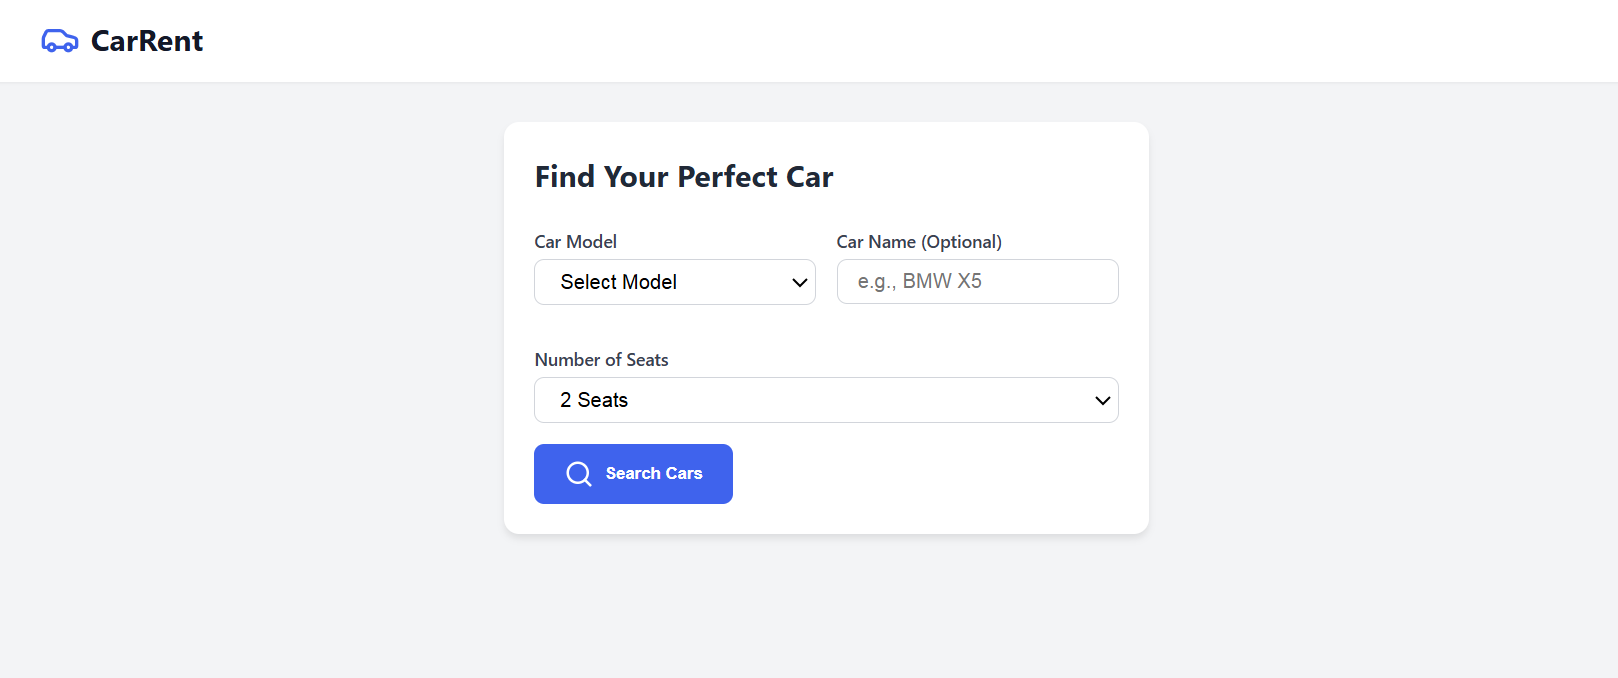 CarRent
Find Your Perfect Car
Car Model
Car Name (Optional)
Select Model
e.g., BMW X5
Number of Seats
2 Seats
Search Cars